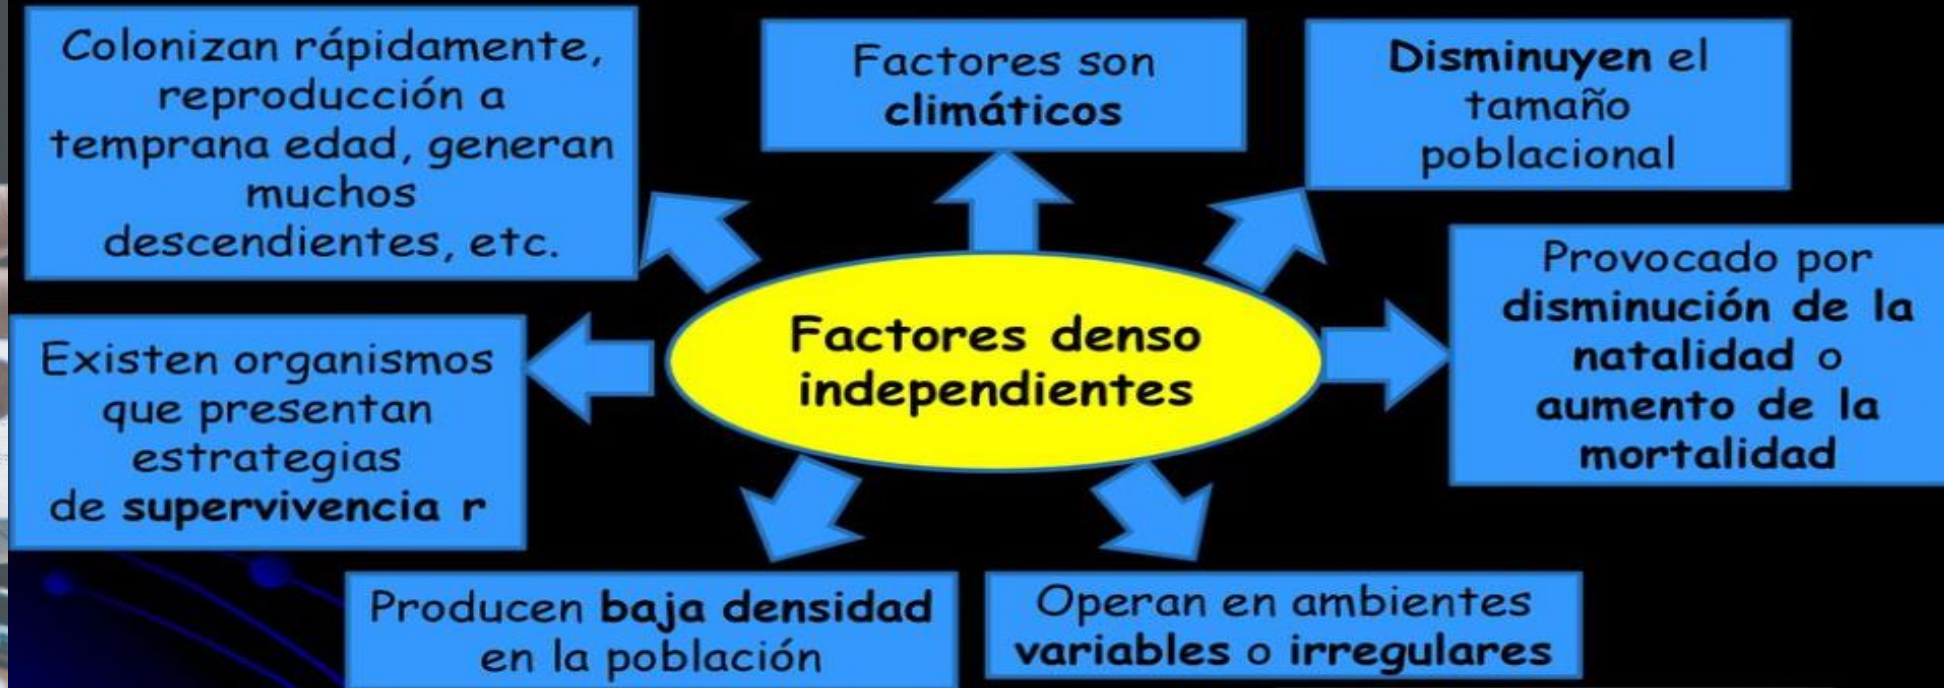 Colonizan rápidamente,
reproducción a
temprana edad, generan
muchos
descendientes, etc.
Factores son
climáticos
Disminuyen el
tamaño
poblacional
Provocado por
disminución de la
natalidad o
aumento de la
mortalidad
Factores denso
independientes
Existen organismos
que presentan
estrategias
de supervivencia r
Producen baja densidad
en la población
Operan en ambientes
variables o irregulares